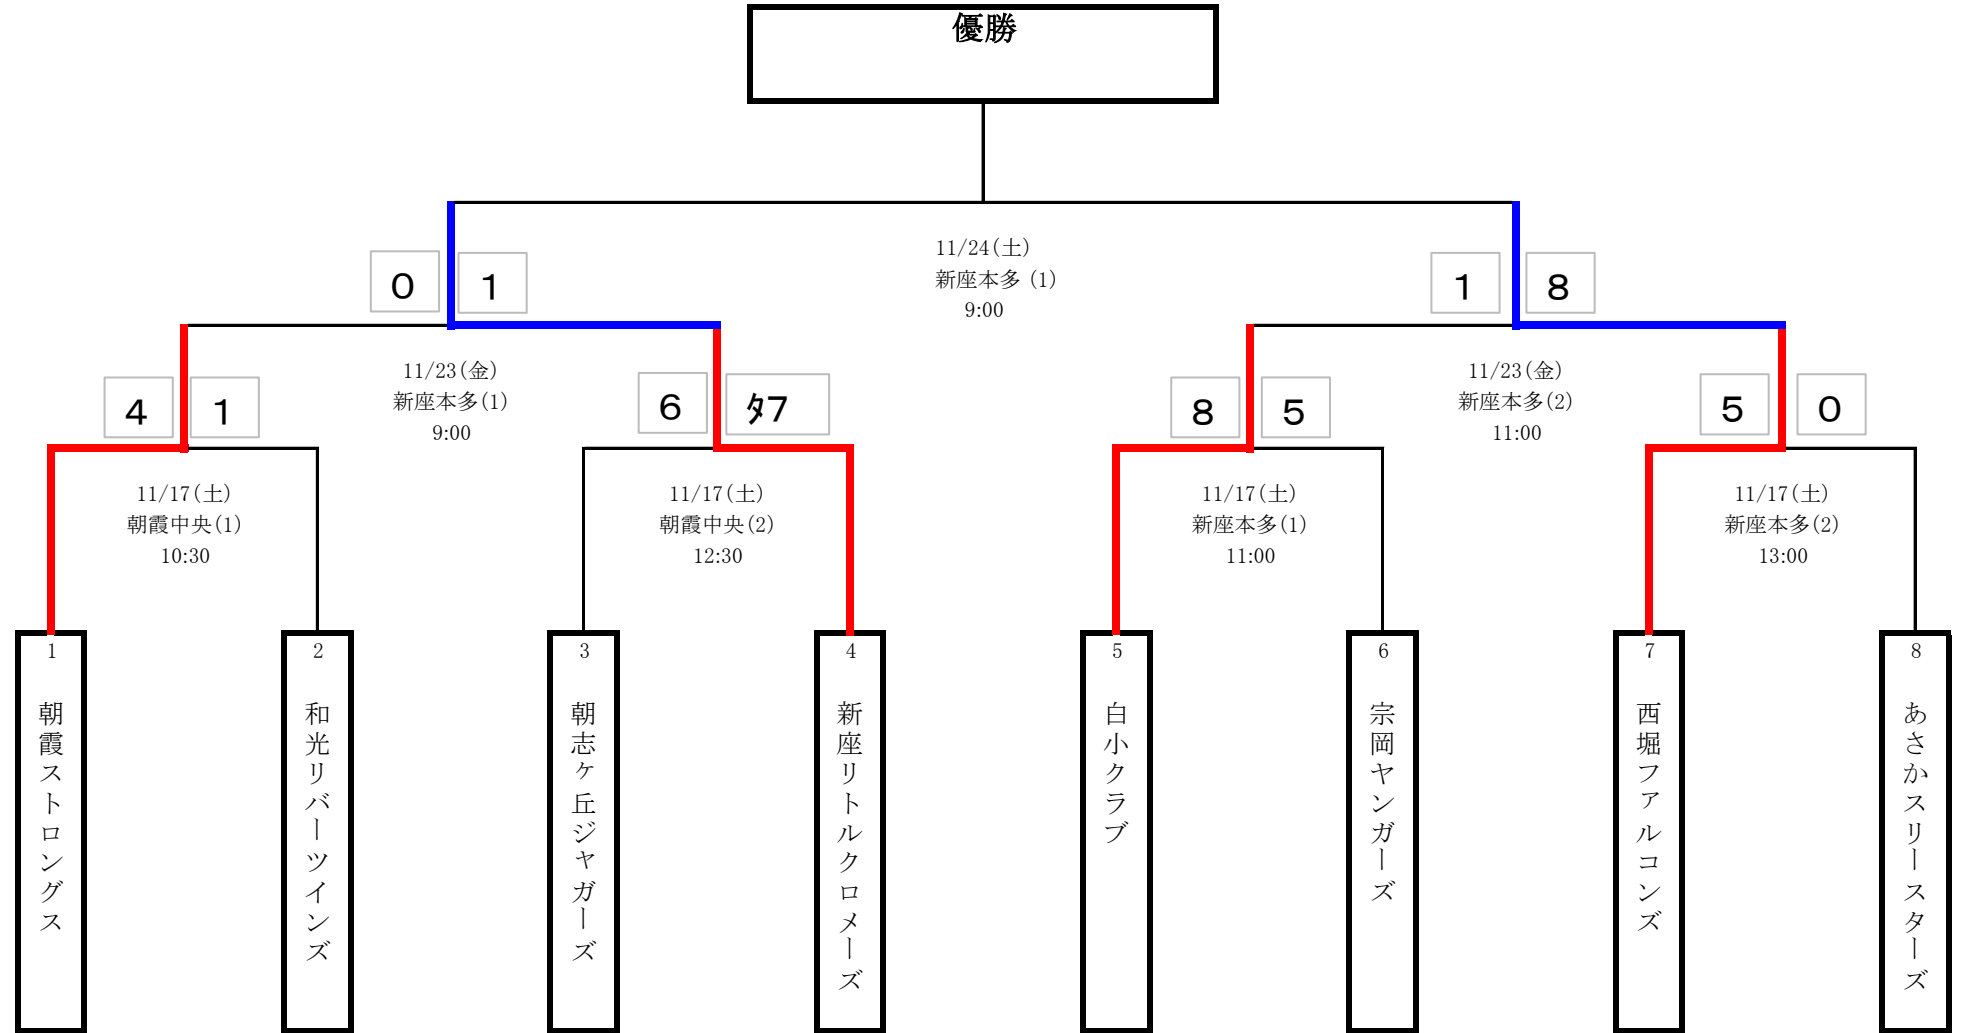 優勝
11/24(土)
新座本多 (1)
9:00
0 1
1 8
11/23(金)
新座本多(1)
9:00
11/23(金)
新座本多(2)
11:00
4 1
6 ﾀ7
8 5
5 0
11/17(土)
朝霞中央(1)
10:30
11/17(土)
朝霞中央(2)
12:30
11/17(土)
新座本多(1)
11:00
11/17(土)
新座本多(2)
13:00
1
朝霞ストロングス
2
和光リバーツインズ
3
朝志ケ丘ジャガーズ
4
新座リトルクロメーズ
5
白小クラブ
6
宗岡ヤンガーズ
7
西堀ファルコンズ
8
あさかスリースターズ